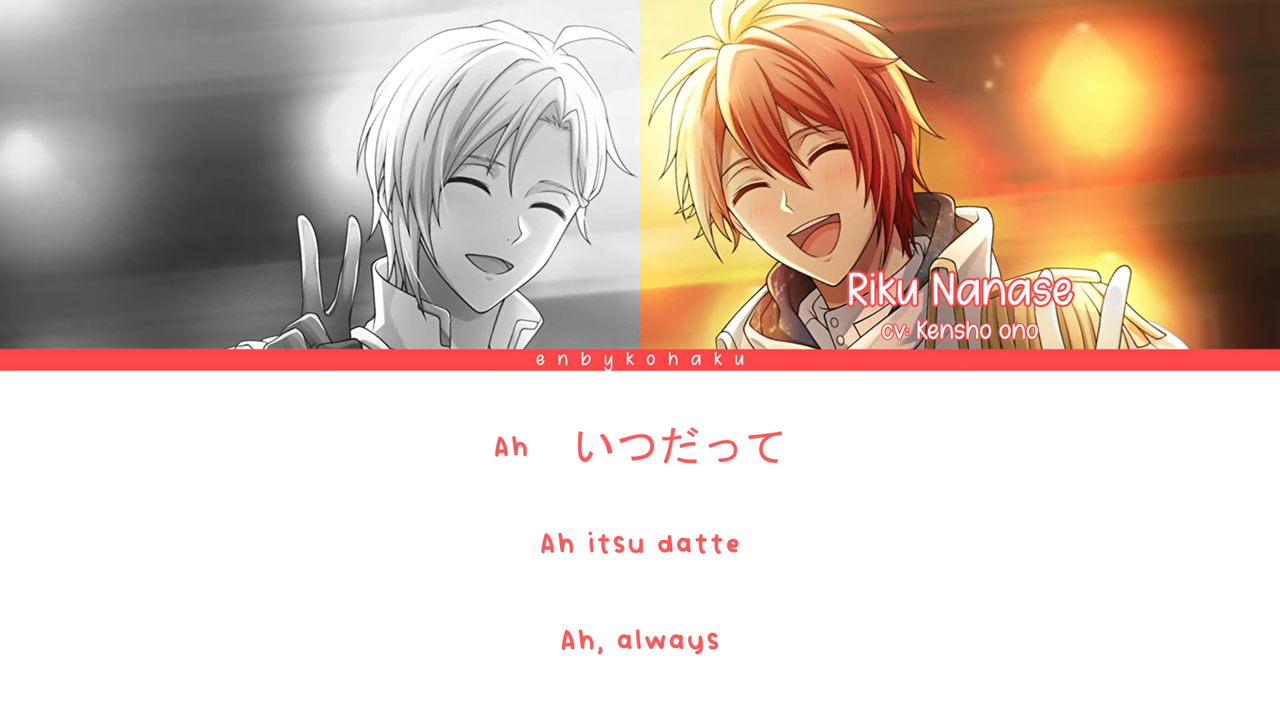 Riku Nanase
cv: Kensho ono
enbykohaku
Ah いつだって
Ah itsu datte
Ah, always